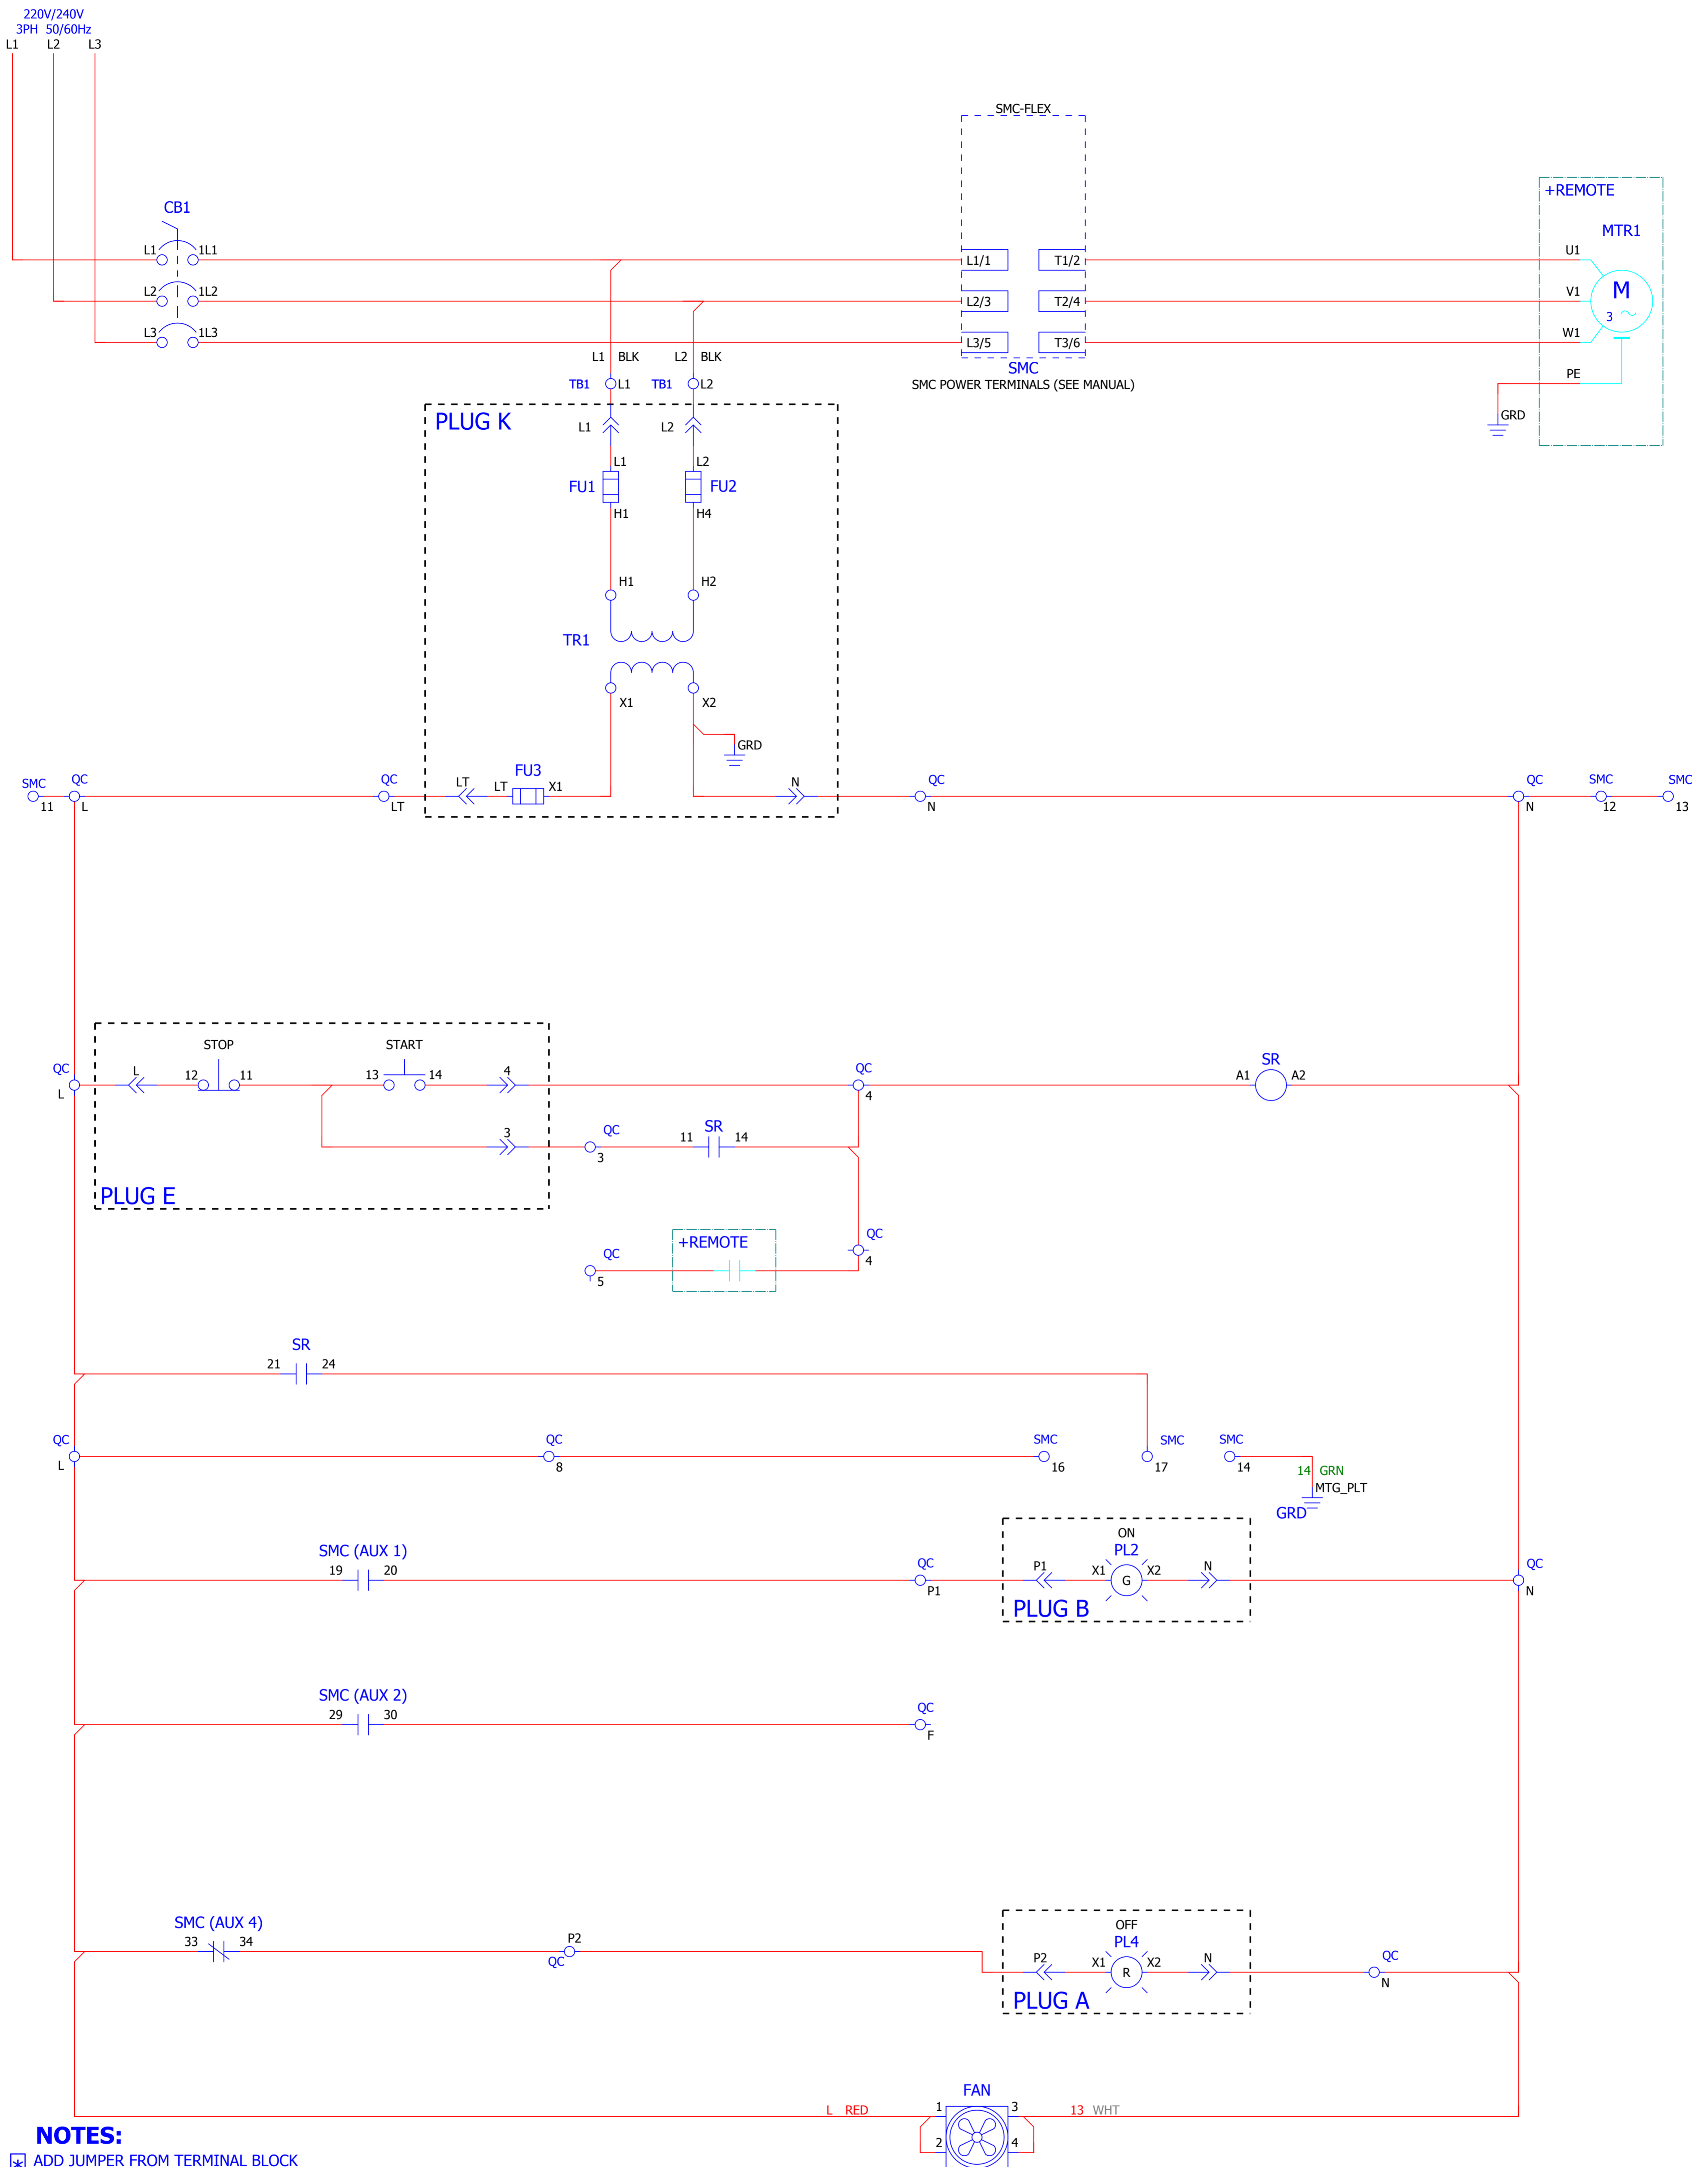 220V/240V
3PH 50/60Hz
L1 L2 L3
SMC-FLEX
+REMOTE
CB1
MTR1
L1 1L1 L1/1 T1/2 U1
L2 1L2 L2/3 T2/4 V1 M
3
L3 1L3 L3/5 T3/6 W1
L1 BLK L2 BLK
SMC
SMC POWER TERMINALS (SEE MANUAL)
PE
TB1 L1 TB1 L2
GRD
PLUG K
L1 L2
L1 L2
FU1 FU2
H1 H4
H1 H2
TR1
X1 X2
GRD
SMC QC QC LT LT FU3 X1 N QC QC SMC SMC
11 L LT N N 12 13
STOP START
QC L 12 11 13 14 4 QC SR
L 4 A1 A2
3 QC 11 SR 14
3
PLUG E
+REMOTE
QC QC
5 4
SR
21 24
QC QC SMC SMC SMC
L 8 16 17 14
14 GRN
MTG_PLT
GRD
SMC (AUX 1)
19 20
ON
PL2
QC P1 X1 G X2 N QC
P1 N
PLUG B
SMC (AUX 2)
29 30 QC
F
SMC (AUX 4)
33 34 P2
QC
OFF
PL4
P2 X1 R X2 N QC
N
PLUG A
FAN
L RED 1 3 13 WHT
2 4
NOTES:
* ADD JUMPER FROM TERMINAL BLOCK